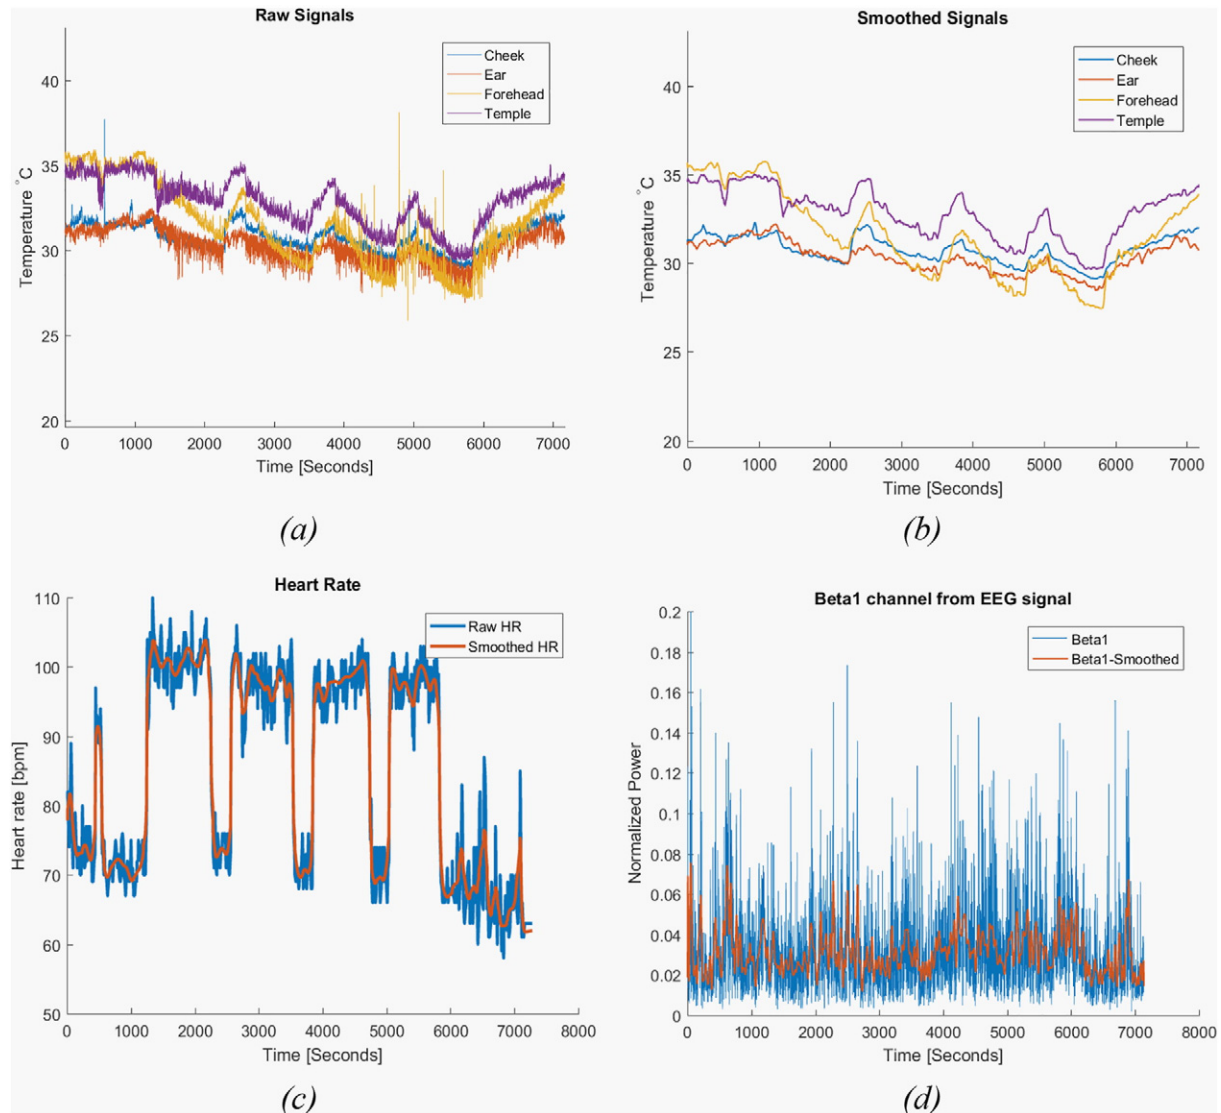 Raw Signals
Cheek
Ear
Forehead
Temple
40
35
30
25
20
Temperature °C
0 1000 2000 3000 4000 5000 6000 7000
Time [Seconds]
(a)
Smoothed Signals
Cheek
Ear
Forehead
Temple
40
35
30
25
20
Temperature °C
0 1000 2000 3000 4000 5000 6000 7000
Time [Seconds]
(b)
Heart Rate
Raw HR
Smoothed HR
110
100
90
80
70
60
50
Heart rate [bpm]
0 1000 2000 3000 4000 5000 6000 7000 8000
Time [Seconds]
(c)
Beta1 channel from EEG signal
Beta1
Beta1-Smoothed
0.2
0.18
0.16
0.14
0.12
0.1
0.08
0.06
0.04
0.02
0
Normalized Power
0 1000 2000 3000 4000 5000 6000 7000 8000
Time [Seconds]
(d)